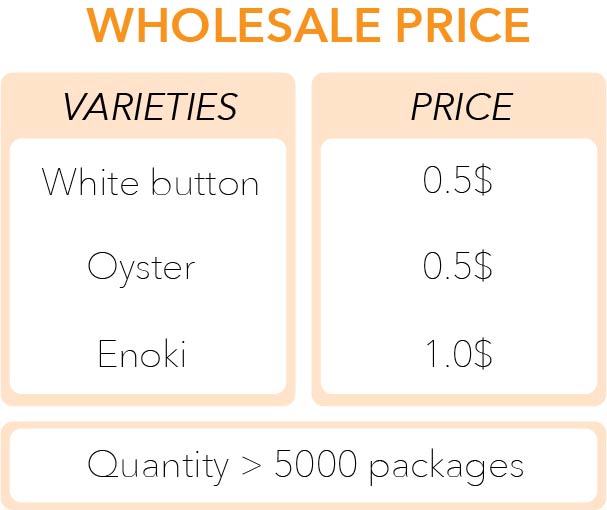 WHOLESALE PRICE
VARIETIES PRICE
White button 0.5$
Oyster 0.5$
Enoki 1.0$
Quantity > 5000 packages